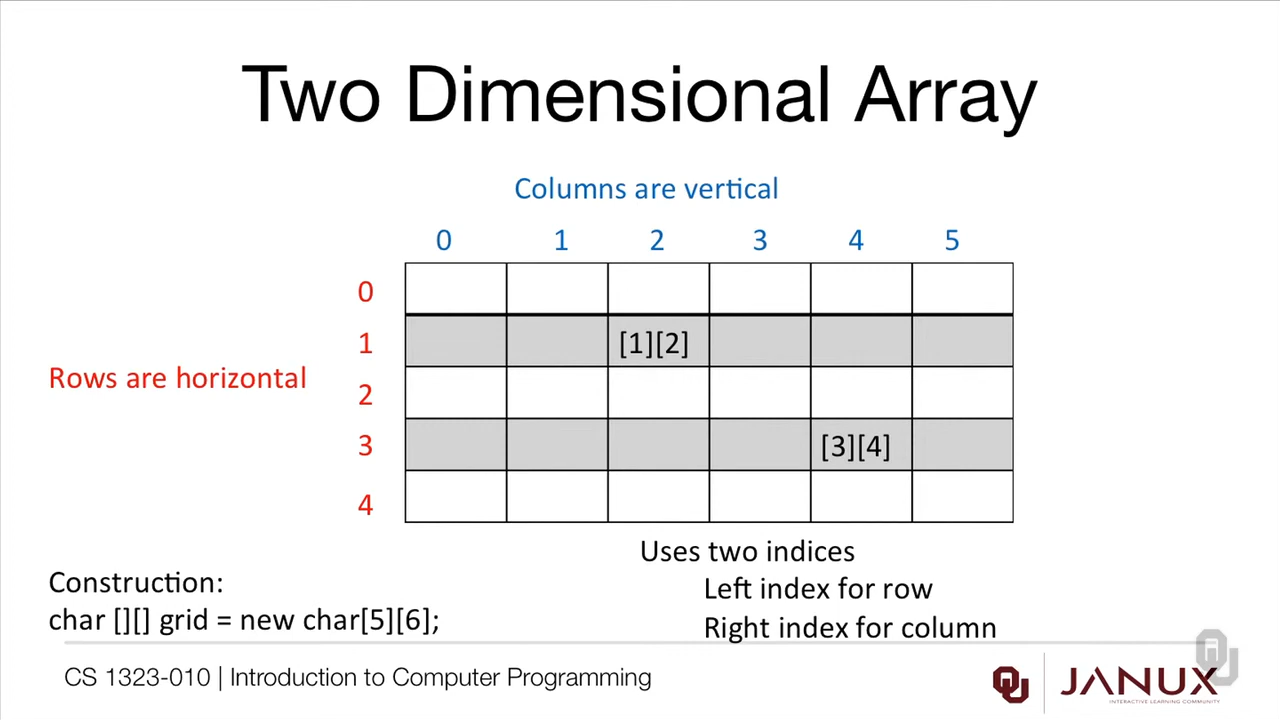 Two Dimensional Array
Columns are vertical
0 1 2 3 4 5
0
1 [1][2]
Rows are horizontal
2
3 [3][4]
4
Uses two indices
Left index for row
Right index for column
Construction:
char [][] grid = new char[5][6];
CS 1323-010 | Introduction to Computer Programming
JANUX
INTERACTIVE LEARNING COMMUNITY